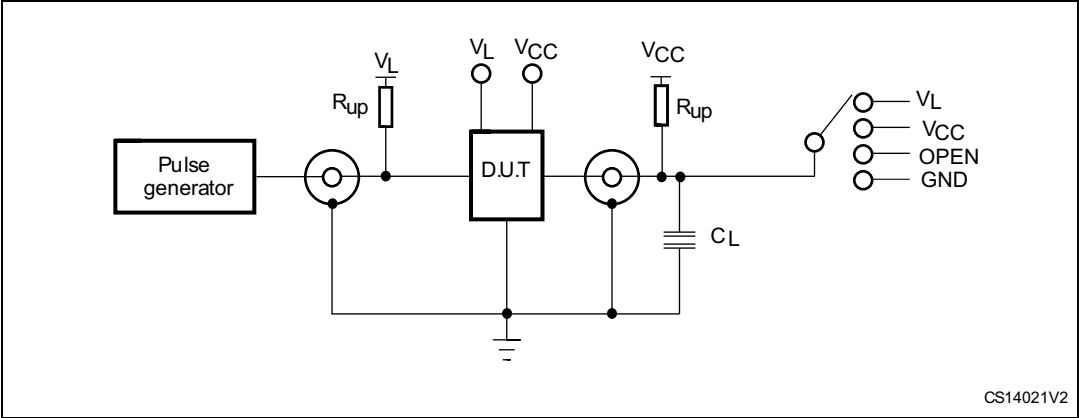 VL
VCC
VCC
VL
Rup
Rup
VL
VCC
OPEN
GND
Pulse
generator
D.U.T
CL
CS14021V2